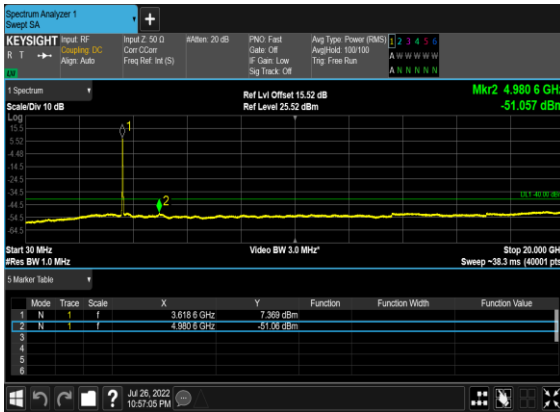 Spectrum Analyzer 1
Swept SA
KEYSIGHT
R T
Input: RF
Coupling: DC
Align: Auto
Input Z: 50 Ω
Corr CCorr
Freq Ref: Int (S)
#Atten: 20 dB
PNO: Fast
Gate: Off
IF Gain: Low
Sig Track: Off
Avg Type: Power (RMS)
Avg|Hold: 100/100
Trig: Free Run
1 2 3 4 5 6
A W W W W W
A N N N N N
1 Spectrum
Scale/Div 10 dB
Ref Lvl Offset 15.52 dB
Ref Level 25.52 dBm
Mkr2 4.980 6 GHz
-51.057 dBm
Log
15.5
5.52
-4.48
-14.5
-24.5
-34.5
-44.5
-54.5
-64.5
1
2
DL1 -40.00 dBm
Start 30 MHz
#Res BW 1.0 MHz
Video BW 3.0 MHz*
Stop 20.000 GHz
Sweep ~38.3 ms (40001 pts)
5 Marker Table
Mode Trace Scale X Y Function Function Width Function Value
1 N 1 f 3.618 6 GHz 7.369 dBm
2 N 1 f 4.980 6 GHz -51.06 dBm
3
4
5
6
Jul 26, 2022
10:57:05 PM